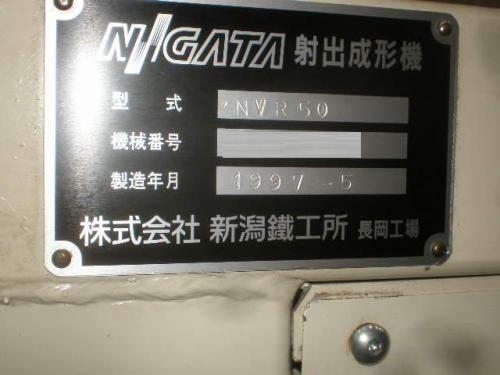 NIIGATA 射出成形機
型 式 NVR50
機械番号
製造年月 1997-5
株式会社 新潟鐵工所 長岡工場